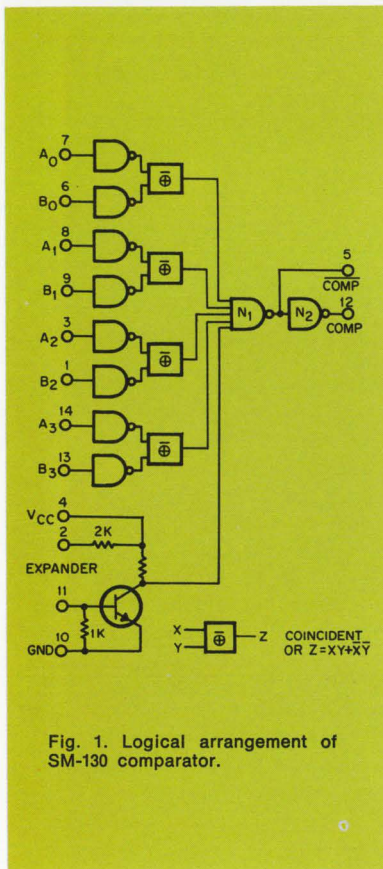 7
A0
6
B0
8
A1
9
B1
3
A2
1
B2
14
A3
13
B3
4
VCC
2
2K
EXPANDER
11
1K
GND 10
⊕̅
⊕̅
⊕̅
⊕̅
N1
N2
5
C̅O̅M̅P̅
12
COMP
X
Y
⊕̅
Z
COINCIDENT
OR Z=XY+X̅Y̅
Fig. 1. Logical arrangement of
SM-130 comparator.